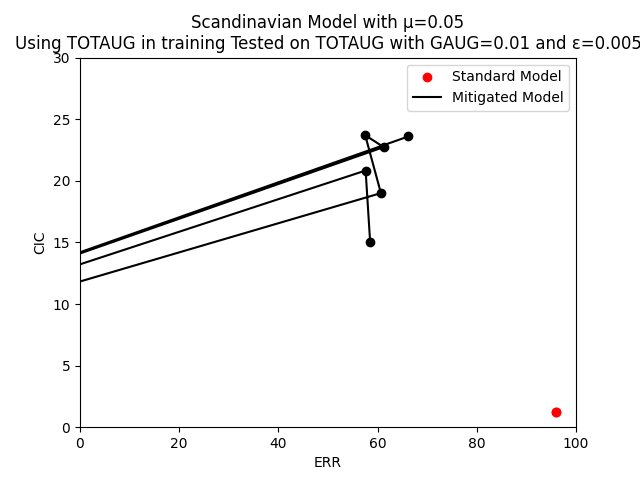 Scandinavian Model with μ=0.05
Using TOTAUG in training Tested on TOTAUG with GAUG=0.01 and ε=0.005
30
25
20
15
10
5
0
CIC
Standard Model
Mitigated Model
0 20 40 60 80 100
ERR